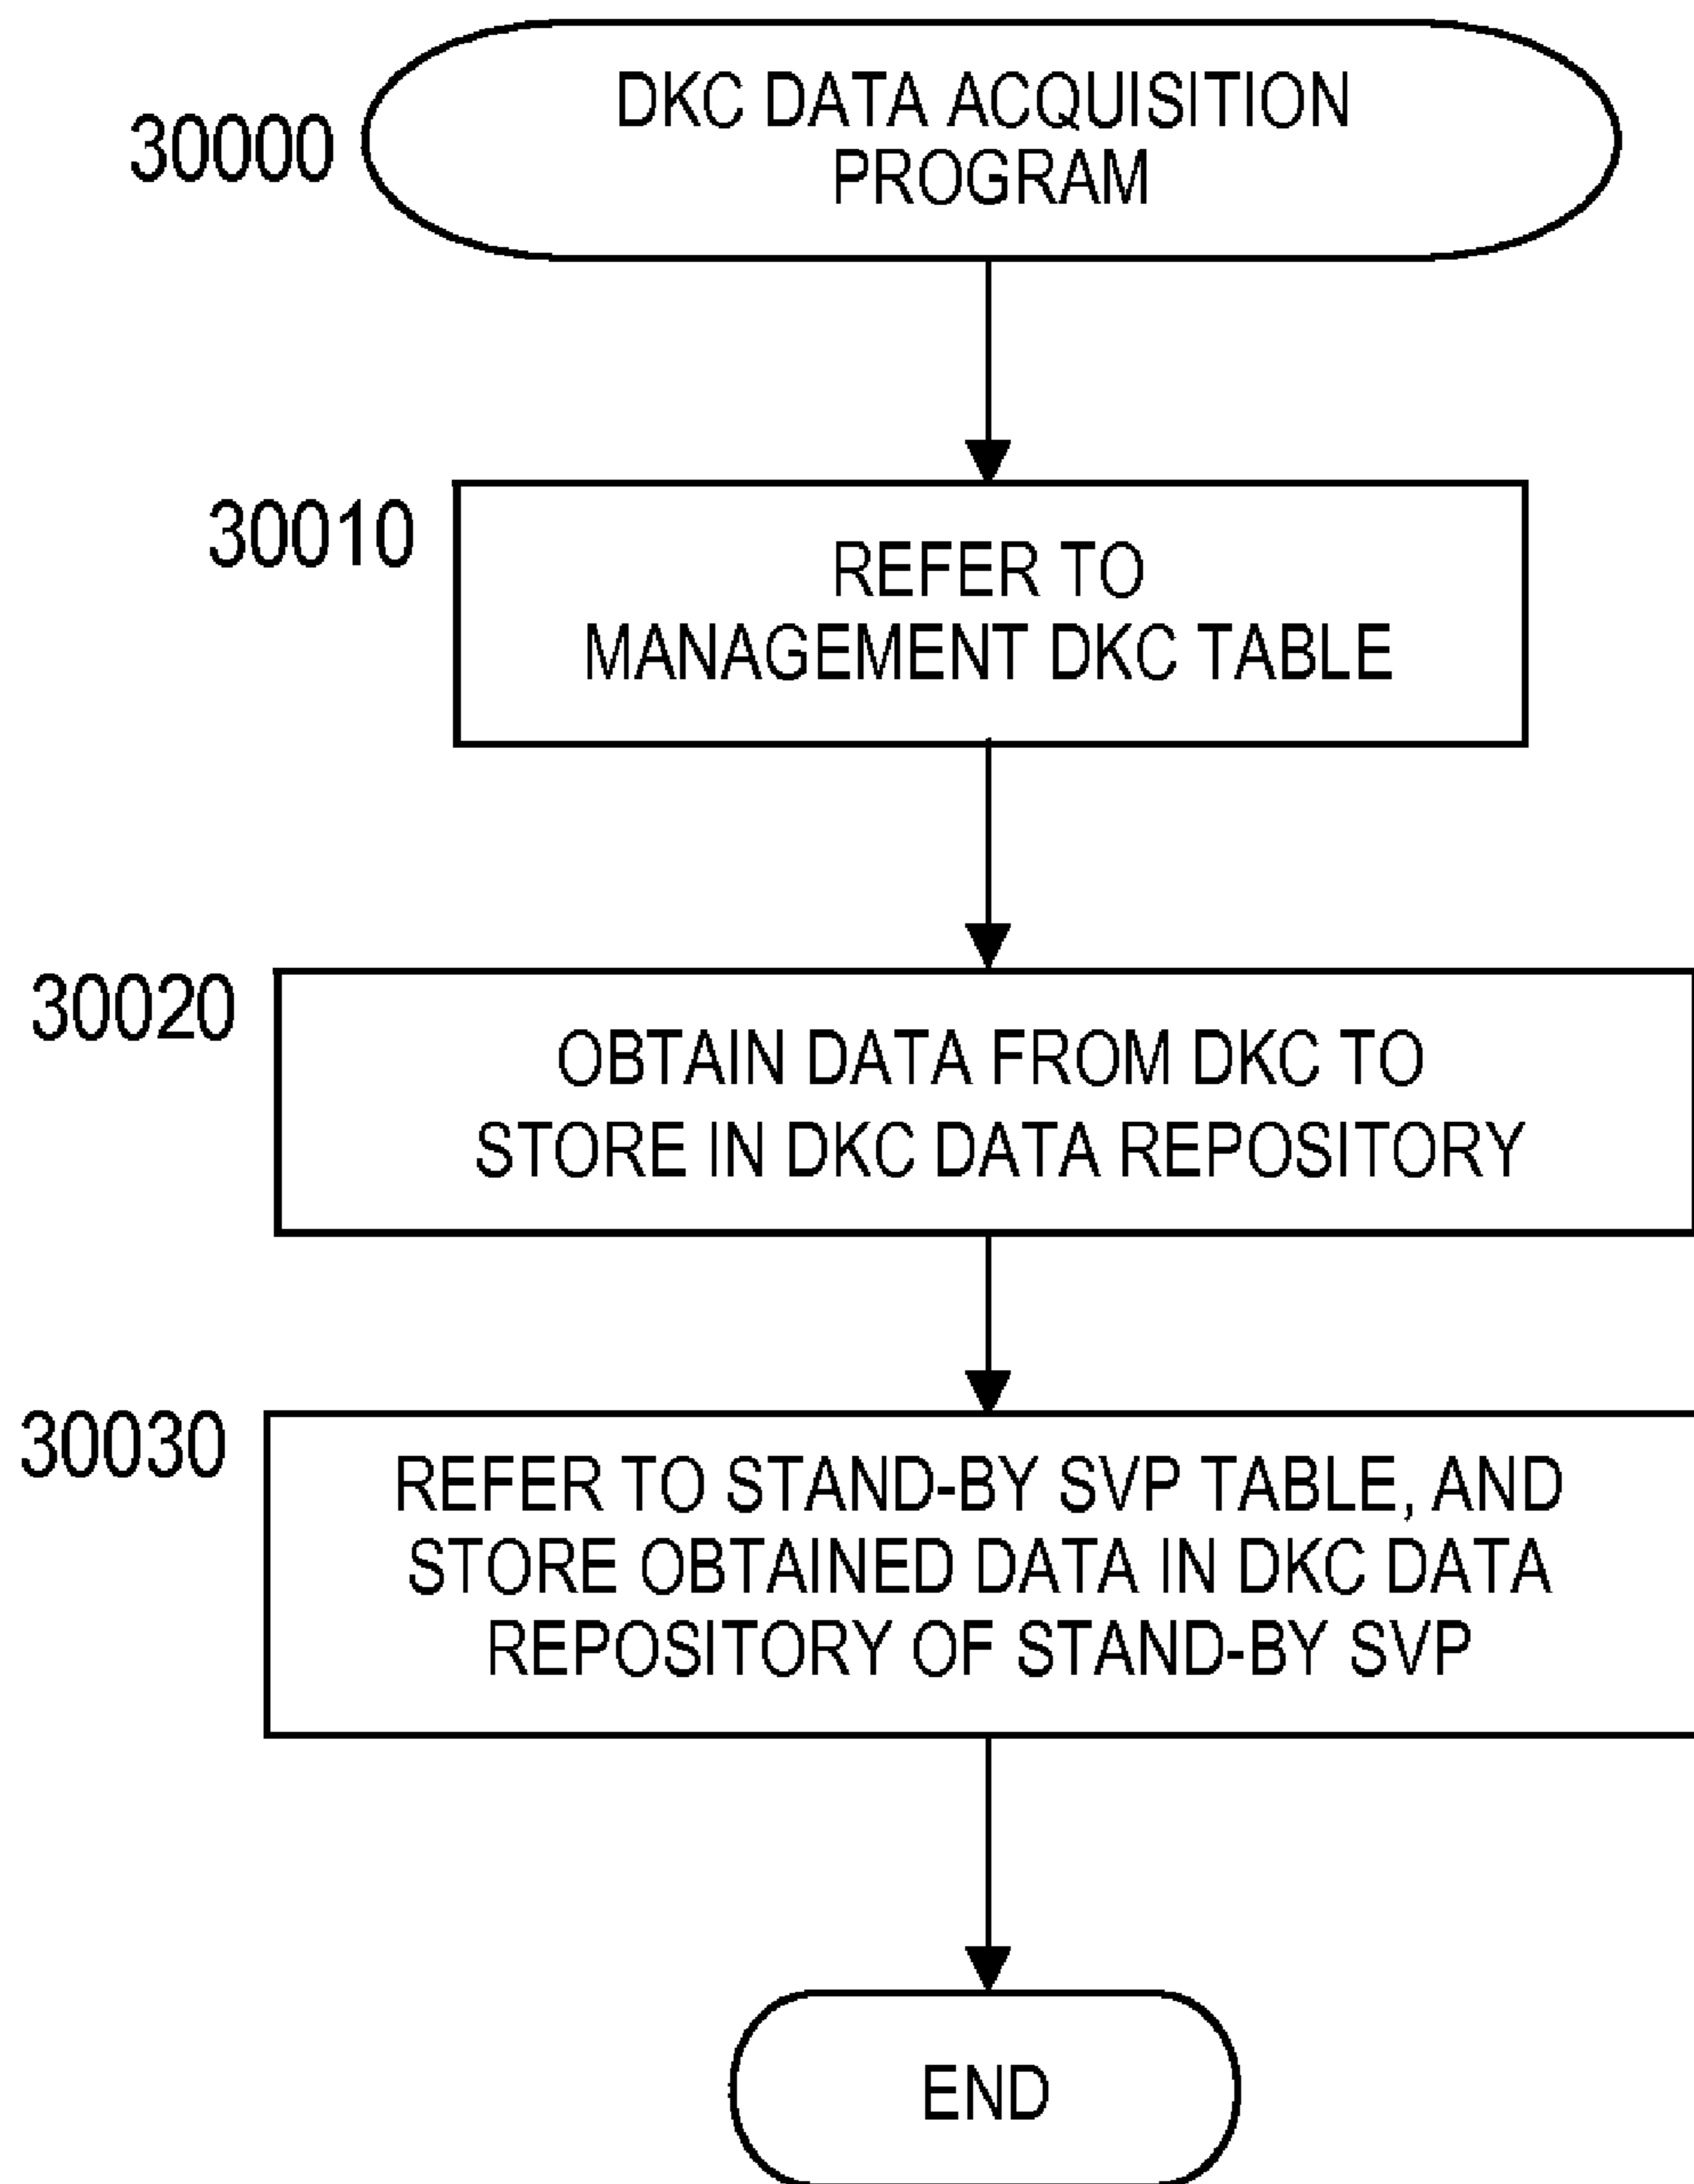 30000
DKC DATA ACQUISITION
PROGRAM
30010
REFER TO
MANAGEMENT DKC TABLE
30020
OBTAIN DATA FROM DKC TO
STORE IN DKC DATA REPOSITORY
30030
REFER TO STAND-BY SVP TABLE, AND
STORE OBTAINED DATA IN DKC DATA
REPOSITORY OF STAND-BY SVP
END